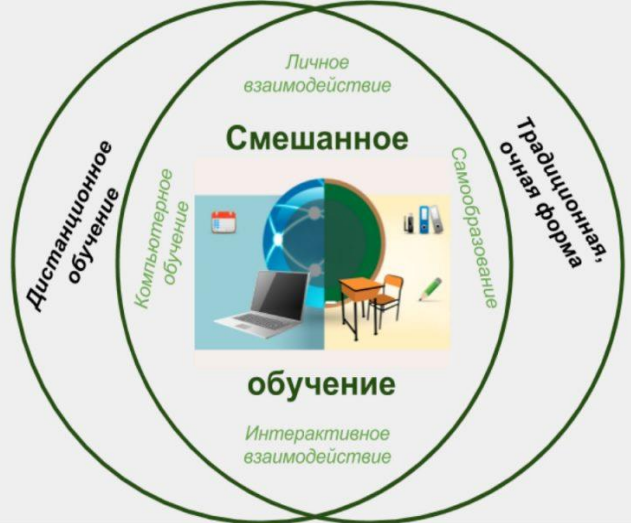 Личное
взаимодействие
Смешанное
Дистанционное
обучение
Компьютерное
обучение
Самообразование
Традиционная,
очная форма
обучение
Интерактивное
взаимодействие